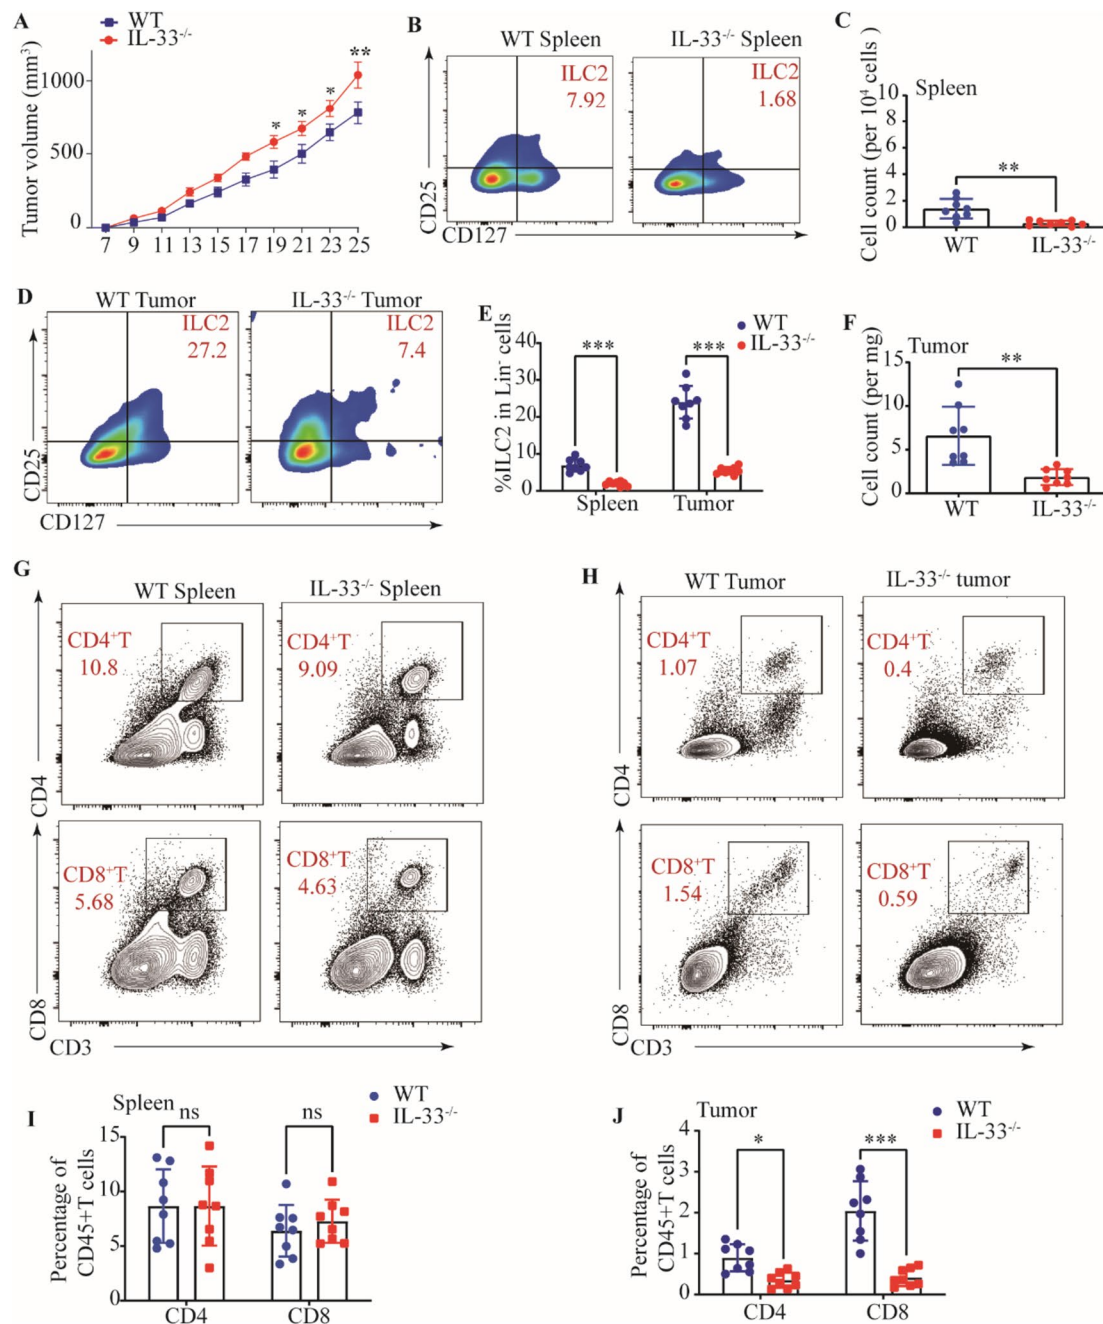 A
WT
IL-33-/-
Tumor volume (mm3)
1000
500
0
* * * **
7 9 11 13 15 17 19 21 23 25
B
WT Spleen
IL-33-/- Spleen
ILC2
7.92
ILC2
1.68
CD25
CD127
C
Cell count (per 104 cells )
Spleen
10
8
6
4
2
0
**
WT IL-33-/-
D
WT Tumor
IL-33-/- Tumor
ILC2
27.2
ILC2
7.4
CD25
CD127
E
WT
IL-33-/-
%ILC2 in Lin- cells
40
30
20
10
0
*** ***
Spleen Tumor
F
Tumor
Cell count (per mg)
15
10
5
0
**
WT IL-33-/-
G
WT Spleen
IL-33-/- Spleen
CD4+T
10.8
CD4+T
9.09
CD4
CD8+T
5.68
CD8+T
4.63
CD8
CD3
H
WT Tumor
IL-33-/- tumor
CD4+T
1.07
CD4+T
0.4
CD4
CD8+T
1.54
CD8+T
0.59
CD8
CD3
I
Spleen
WT
IL-33-/-
ns ns
Percentage of
CD45+T cells
15
10
5
0
CD4 CD8
J
Tumor
WT
IL-33-/-
* ***
Percentage of
CD45+T cells
4
3
2
1
0
CD4 CD8